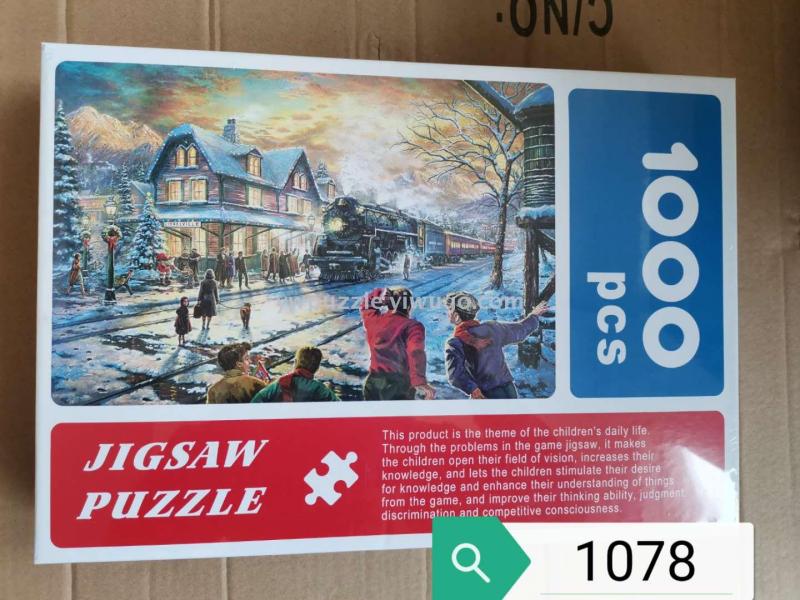 C/NO.
1000
pcs
puzzle.yiwugo.com
JIGSAW
PUZZLE
This product is the theme of the children's daily life.
Through the problems in the game jigsaw, it makes
the children open their field of vision, increases their
knowledge, and lets the children stimulate their desire
for knowledge and enhance their understanding of things
from the game, and improve their thinking ability, judgment,
discrimination and competitive consciousness.
1078